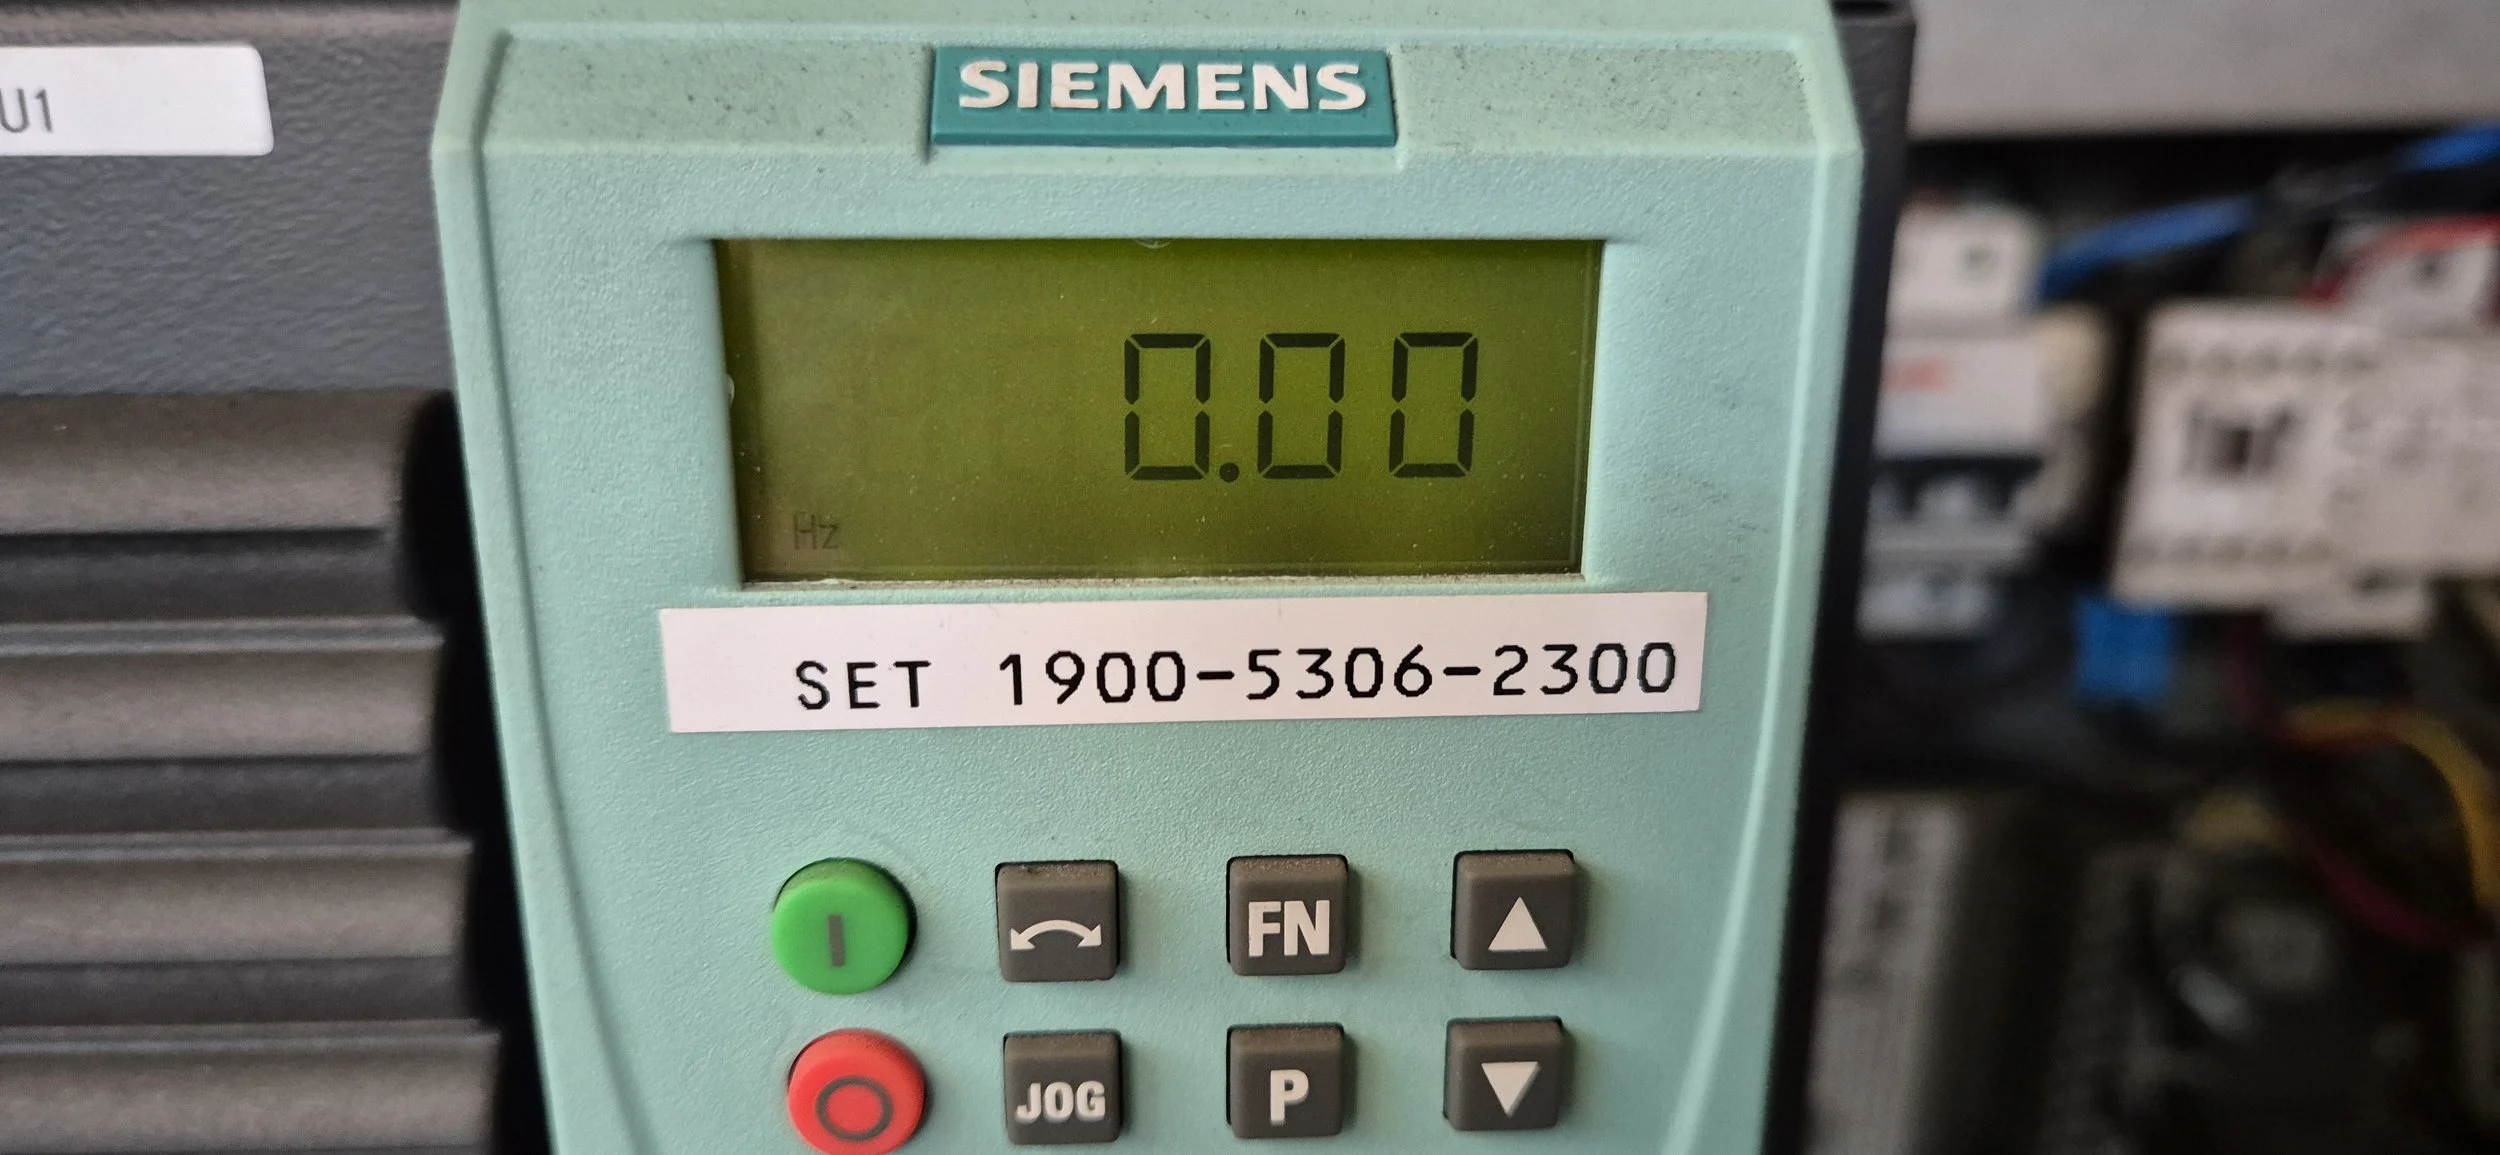 U1
SIEMENS
0.00
Hz
SET 1900-5306-2300
I
FN
JOG
P